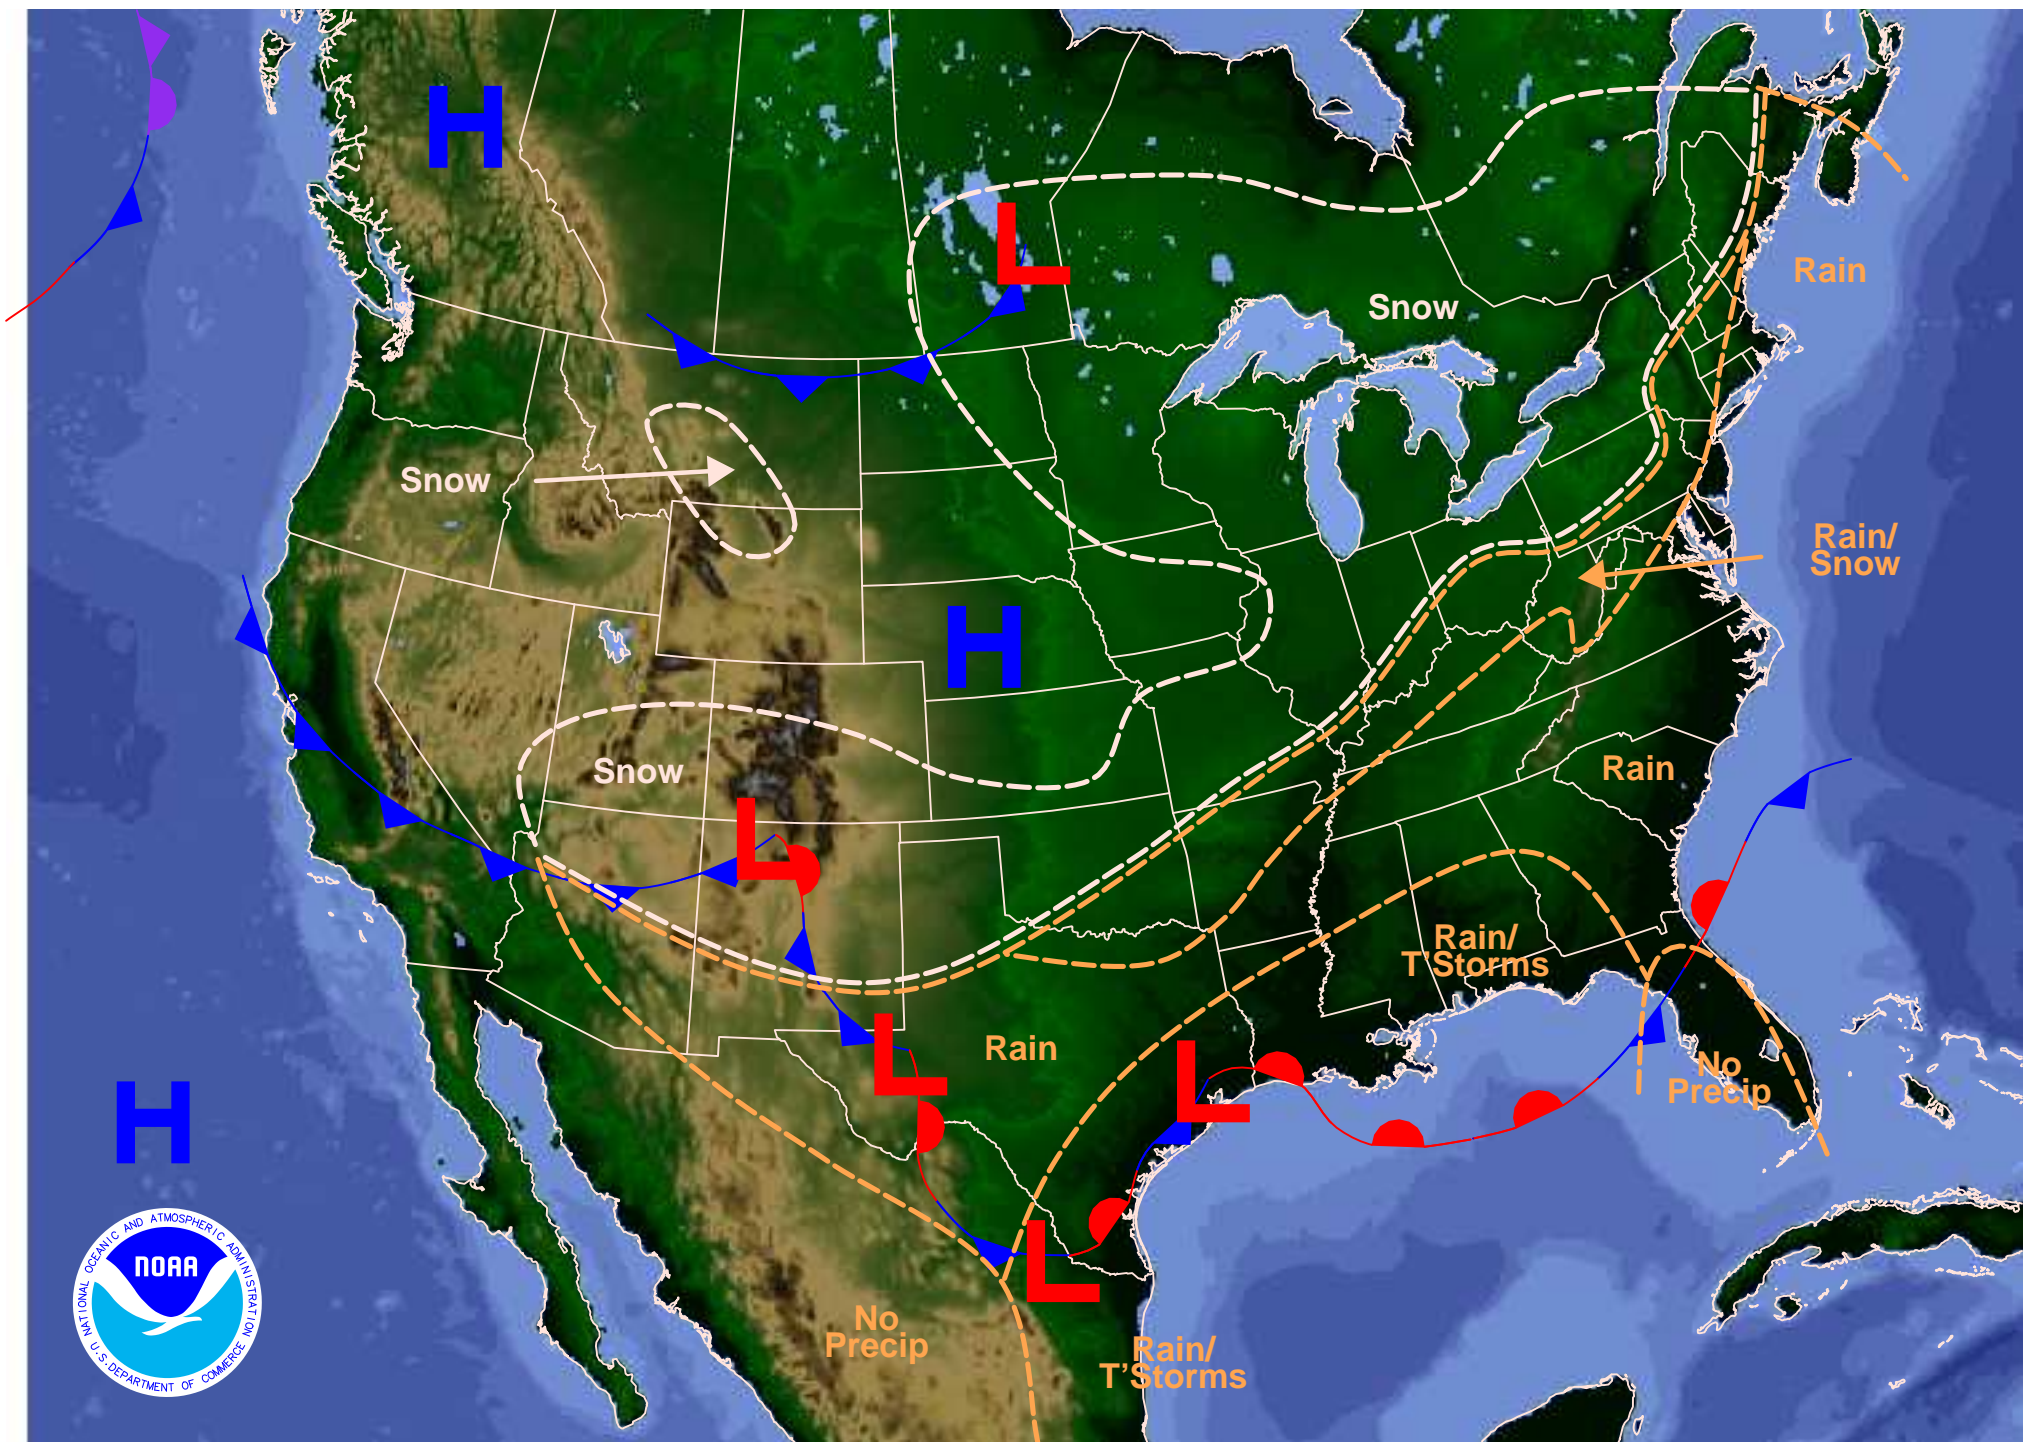 H
L
Rain
Snow
Snow
Rain/
Snow
H
Snow
Rain
L
Rain/
T'Storms
L
Rain
L
No
Precip
H
L
NATIONAL OCEANIC AND ATMOSPHERIC ADMINISTRATION
NOAA
U.S. DEPARTMENT OF COMMERCE
No
Precip
Rain/
T'Storms